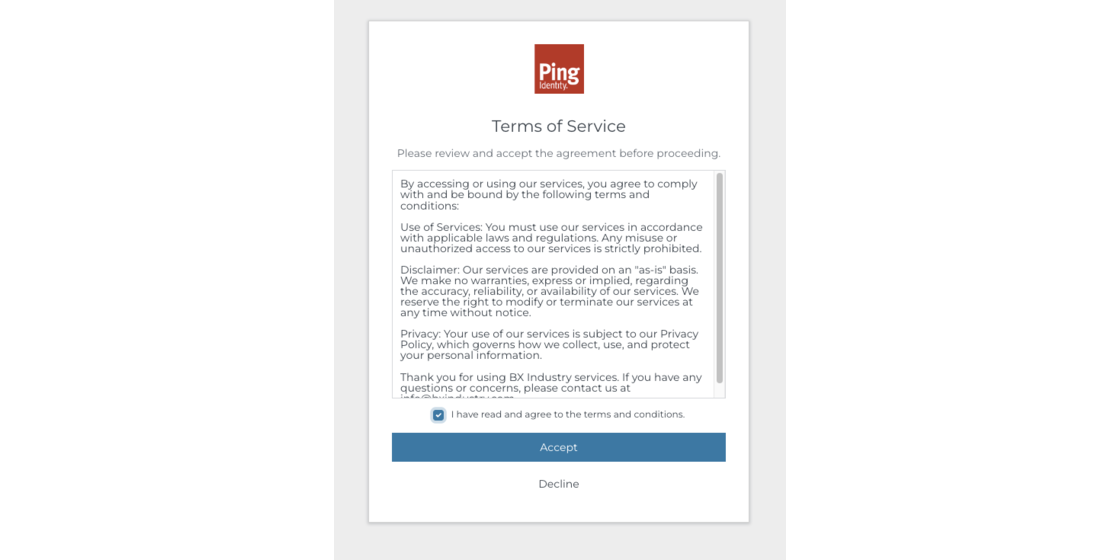 Ping
Identity.
Terms of Service
Please review and accept the agreement before proceeding.
By accessing or using our services, you agree to comply
with and be bound by the following terms and
conditions:
Use of Services: You must use our services in accordance
with applicable laws and regulations. Any misuse or
unauthorized access to our services is strictly prohibited.
Disclaimer: Our services are provided on an "as-is" basis.
We make no warranties, express or implied, regarding
the accuracy, reliability, or availability of our services. We
reserve the right to modify or terminate our services at
any time without notice.
Privacy: Your use of our services is subject to our Privacy
Policy, which governs how we collect, use, and protect
your personal information.
Thank you for using BX Industry services. If you have any
questions or concerns, please contact us at
I have read and agree to the terms and conditions.
Accept
Decline